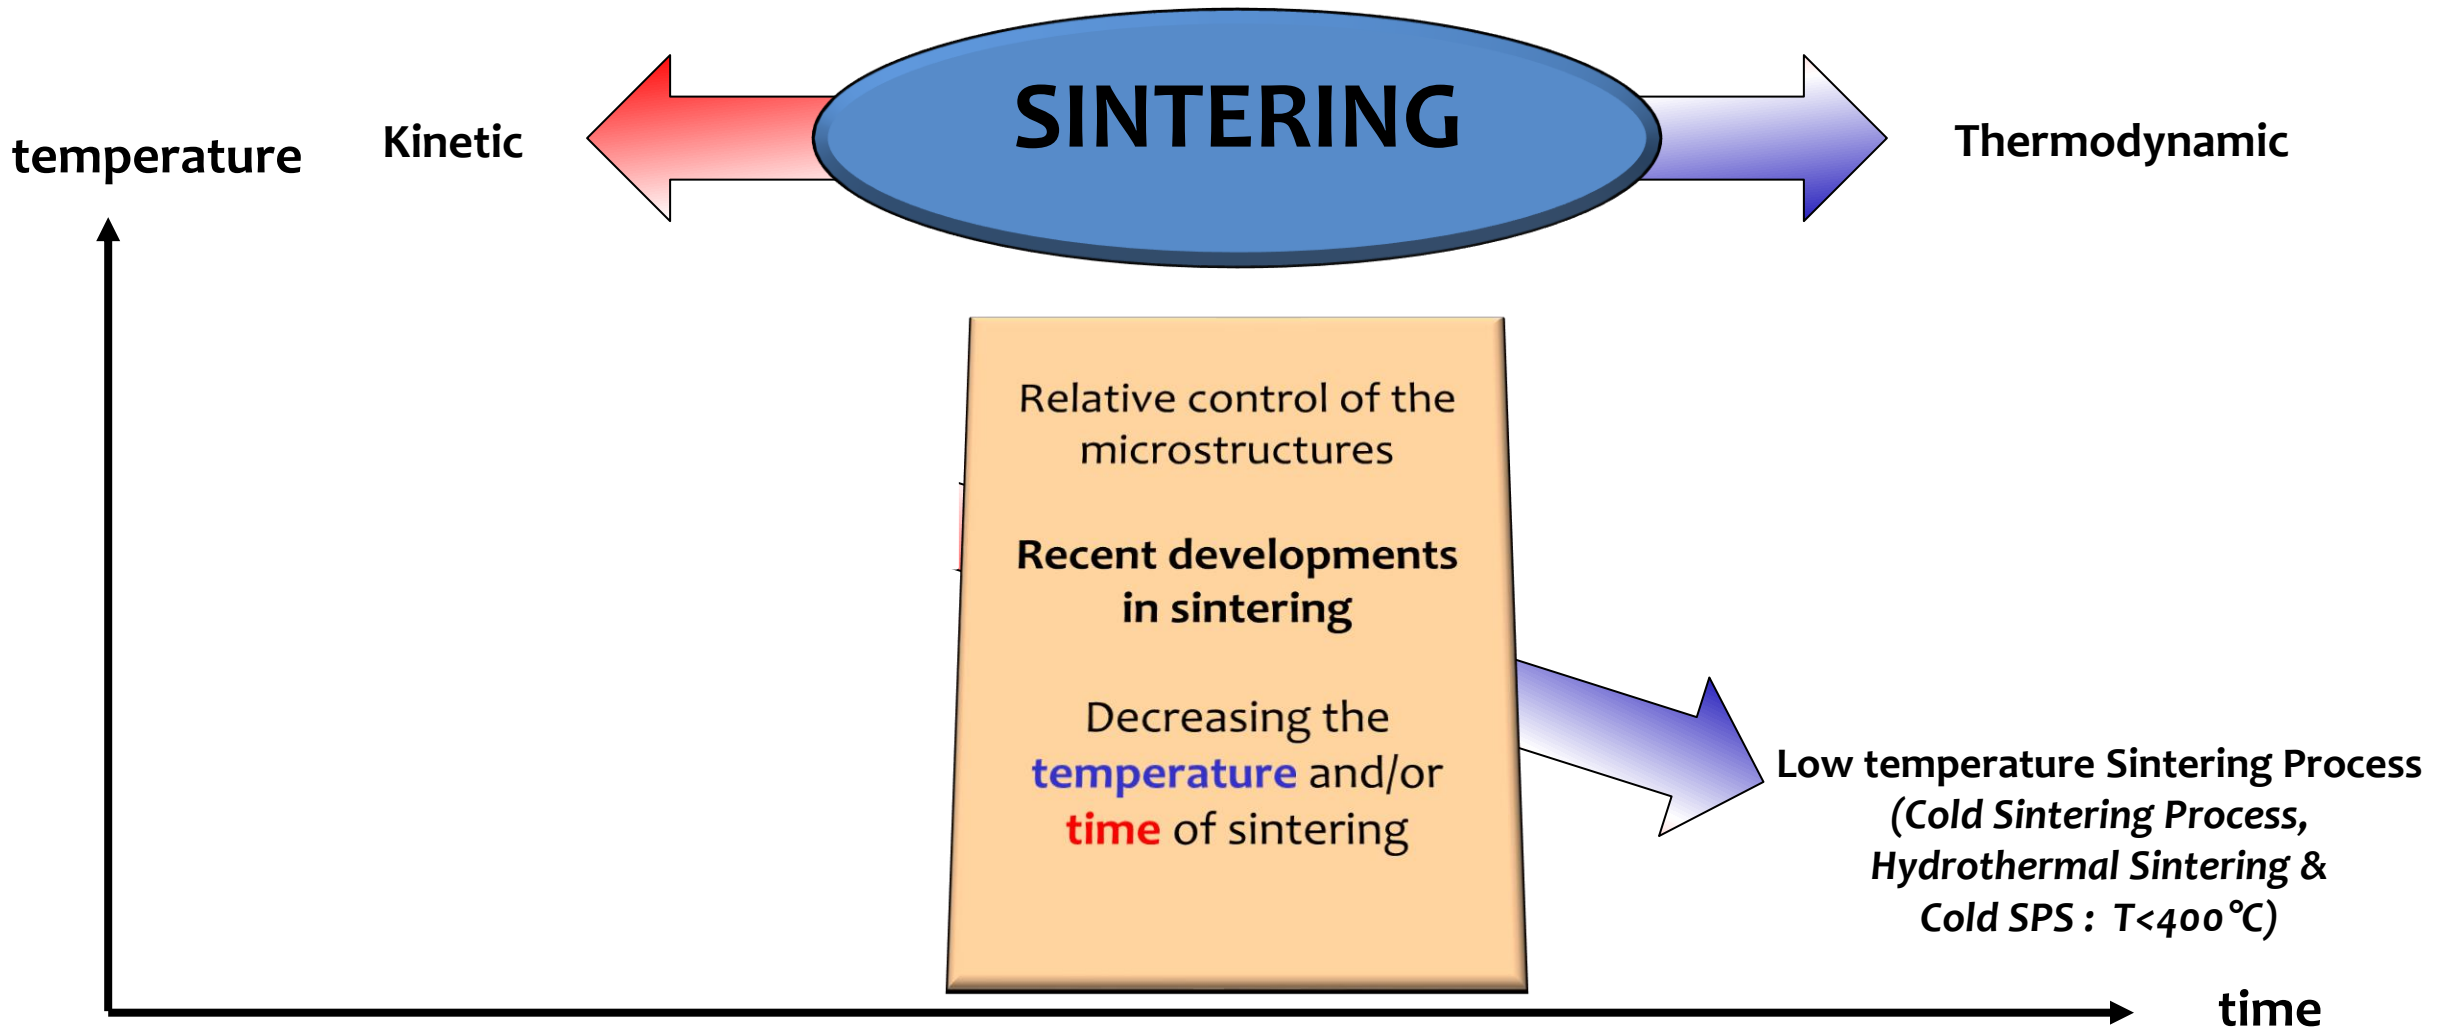 SINTERING
temperature
Kinetic
Thermodynamic
Relative control of the
microstructures
Recent developments
in sintering
Decreasing the
temperature and/or
time of sintering
Low temperature Sintering Process
(Cold Sintering Process,
Hydrothermal Sintering &
Cold SPS : T<400°C)
time